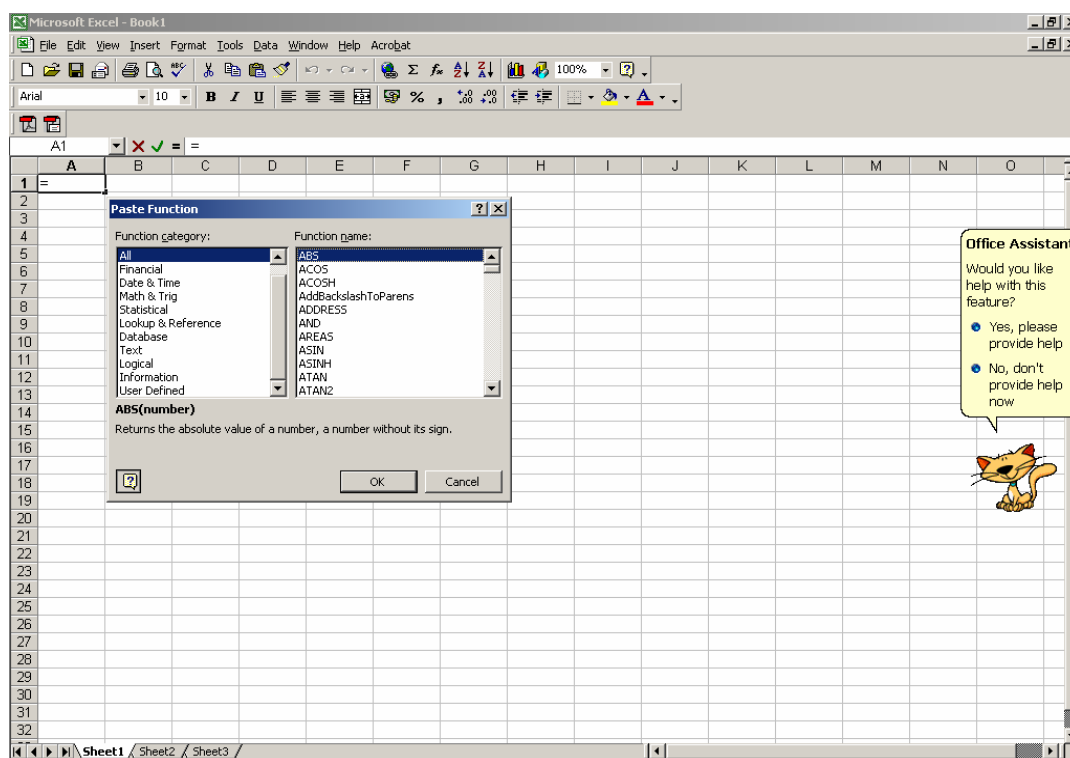 Microsoft Excel - Book1
File Edit View Insert Format Tools Data Window Help Acrobat
100%
Arial 10 B I U % ,
A1 = =
A B C D E F G H I J K L M N O
1 =
2
3
4
5
6
7
8
9
10
11
12
13
14
15
16
17
18
19
20
21
22
23
24
25
26
27
28
29
30
31
32
Paste Function
Function category: Function name:
All ABS
Financial ACOS
Date & Time ACOSH
Math & Trig AddBackslashToParens
Statistical ADDRESS
Lookup & Reference AND
Database AREAS
Text ASIN
Logical ASINH
Information ATAN
User Defined ATAN2
ABS(number)
Returns the absolute value of a number, a number without its sign.
OK Cancel
Office Assistant
Would you like
help with this
feature?
Yes, please
provide help
No, don't
provide help
now
Sheet1 Sheet2 Sheet3